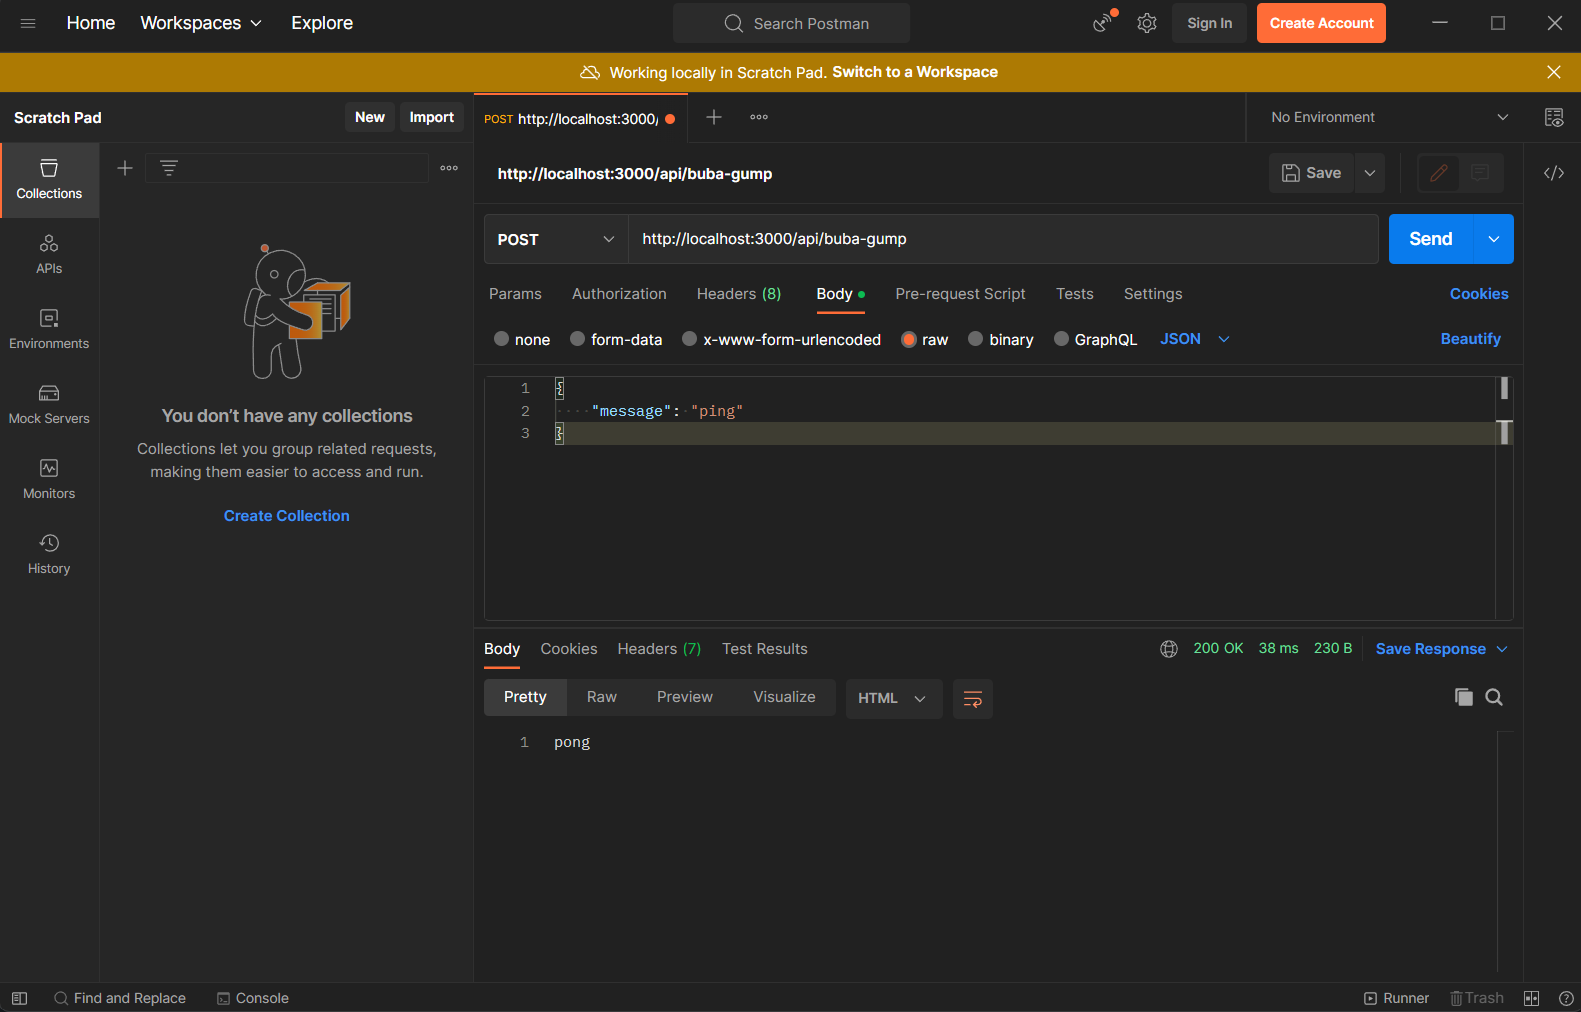 Home Workspaces Explore Search Postman Sign In Create Account
Working locally in Scratch Pad. Switch to a Workspace
Scratch Pad New Import POST http://localhost:3000/ No Environment
Collections
APIs
Environments
Mock Servers
Monitors
History
You don’t have any collections
Collections let you group related requests,
making them easier to access and run.
Create Collection
http://localhost:3000/api/buba-gump Save
POST http://localhost:3000/api/buba-gump Send
Params Authorization Headers (8) Body Pre-request Script Tests Settings Cookies
none form-data x-www-form-urlencoded raw binary GraphQL JSON Beautify
1 {
2 "message": "ping"
3 }
Body Cookies Headers (7) Test Results 200 OK 38 ms 230 B Save Response
Pretty Raw Preview Visualize HTML
1 pong
Find and Replace Console Runner Trash